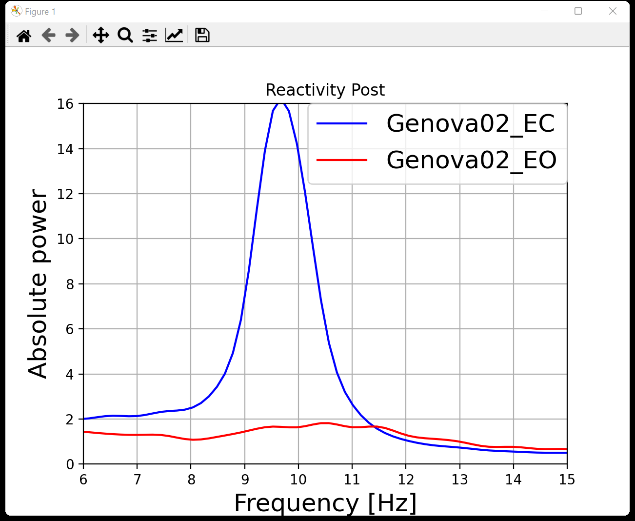 Figure 1
Reactivity Post
Genova02_EC
Genova02_EO
Absolute power
16
14
12
10
8
6
4
2
0
6 7 8 9 10 11 12 13 14 15
Frequency [Hz]